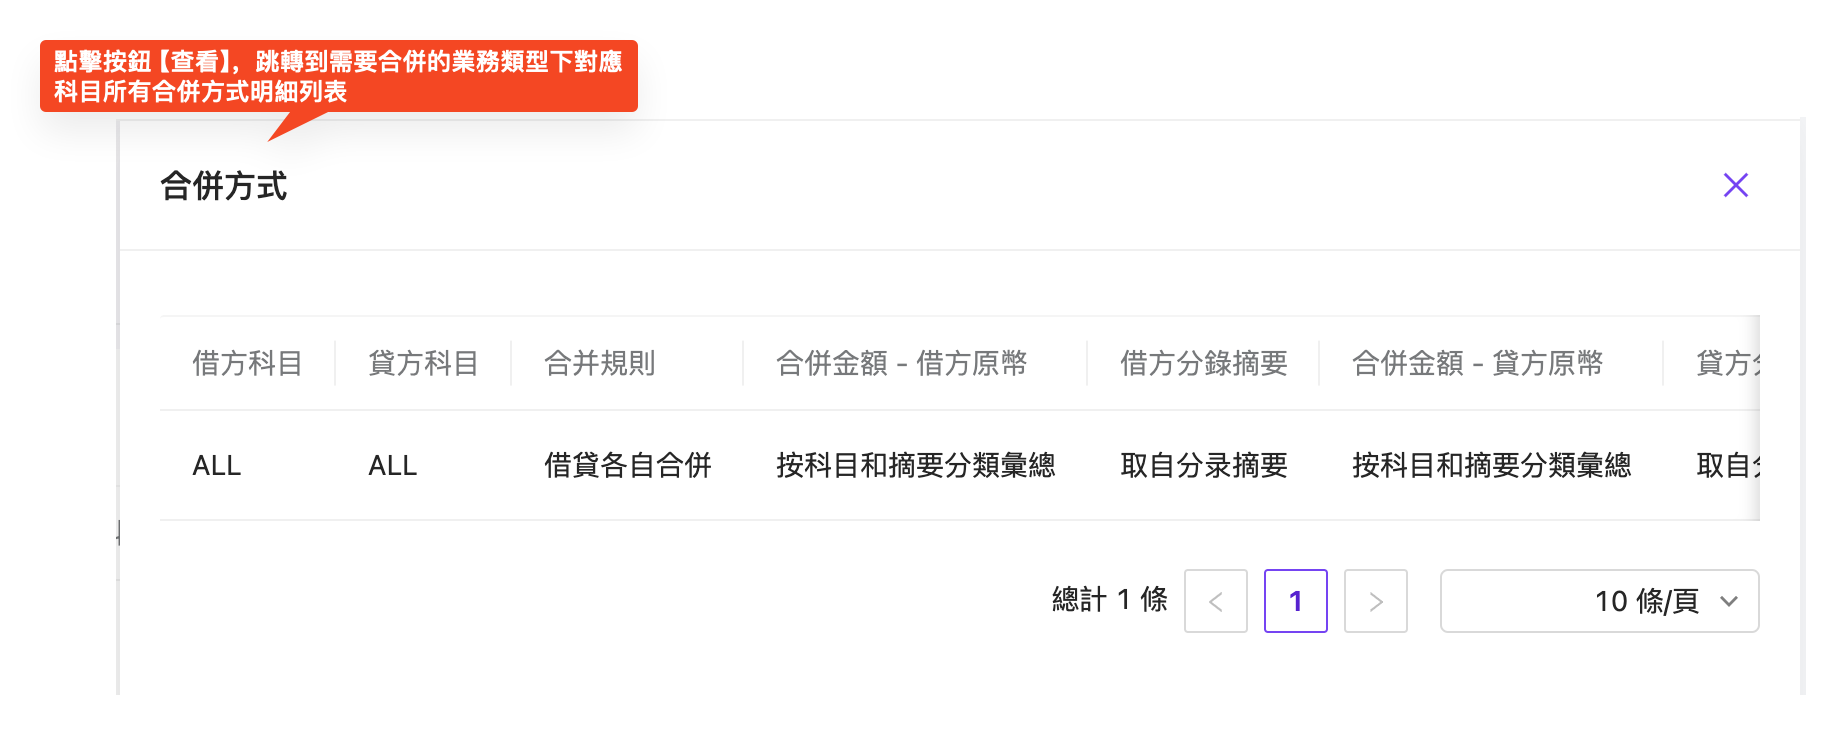 點擊按鈕【查看】，跳轉到需要合併的業務類型下對應
科目所有合併方式明細列表
合併方式
借方科目 貸方科目 合并規則 合併金額 - 借方原幣 借方分錄摘要 合併金額 - 貸方原幣 貸方
ALL ALL 借貸各自合併 按科目和摘要分類彙總 取自分录摘要 按科目和摘要分類彙總 取自
總計 1 條 < 1 > 10 條/頁